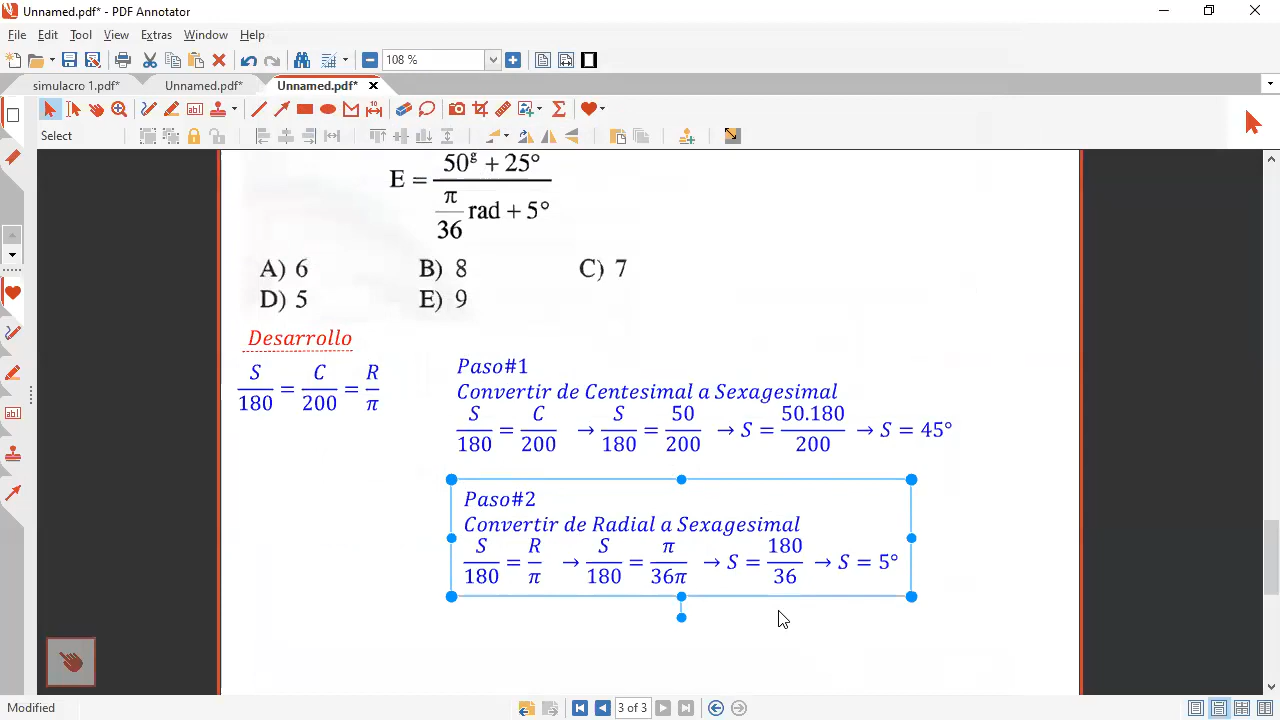 Unnamed.pdf* - PDF Annotator
File Edit Tool View Extras Window Help
108 %
simulacro 1.pdf* Unnamed.pdf* Unnamed.pdf*
Select
E = (50ᵍ + 25°) / (π/36 rad + 5°)
A) 6 B) 8 C) 7
D) 5 E) 9
Desarrollo
S/180 = C/200 = R/π
Paso#1
Convertir de Centesimal a Sexagesimal
S/180 = C/200 → S/180 = 50/200 → S = 50.180/200 → S = 45°
Paso#2
Convertir de Radial a Sexagesimal
S/180 = R/π → S/180 = π/36π → S = 180/36 → S = 5°
Modified 3 of 3